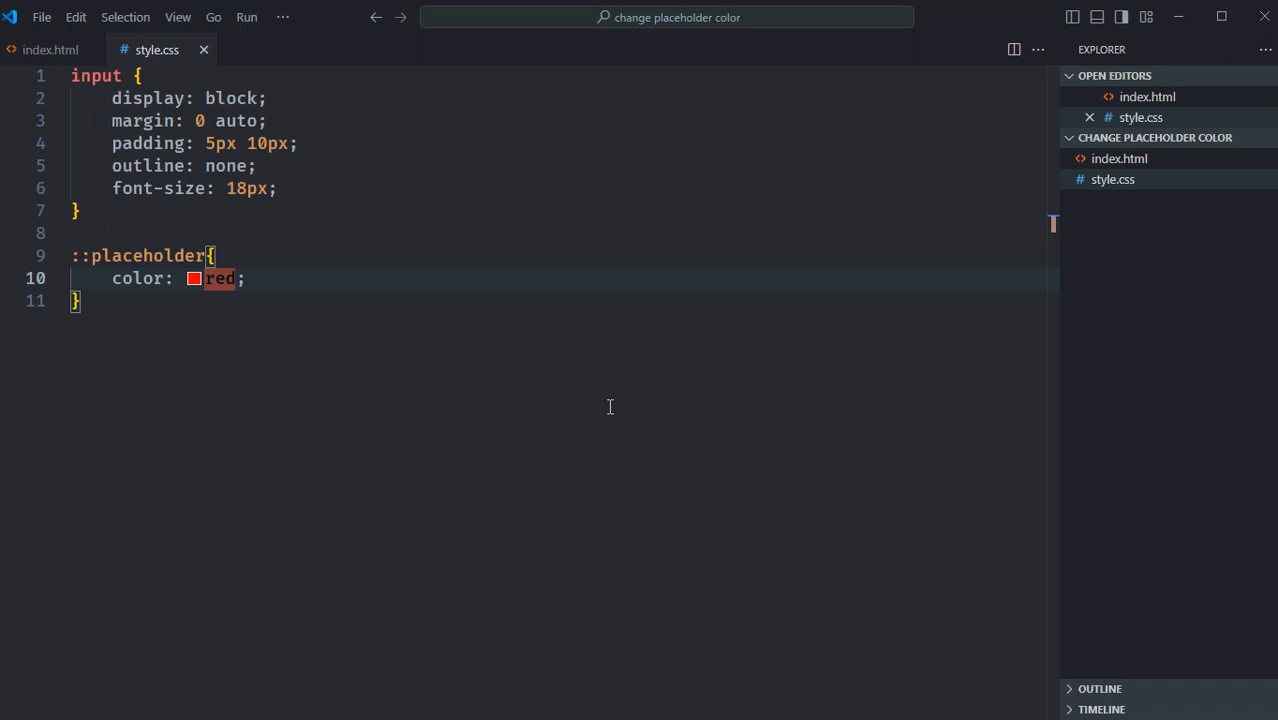 File Edit Selection View Go Run ···
change placeholder color
index.html
# style.css
EXPLORER
OPEN EDITORS
index.html
# style.css
CHANGE PLACEHOLDER COLOR
index.html
# style.css
1 input {
2 display: block;
3 margin: 0 auto;
4 padding: 5px 10px;
5 outline: none;
6 font-size: 18px;
7 }
8
9 ::placeholder{
10 color: red;
11 }
OUTLINE
TIMELINE